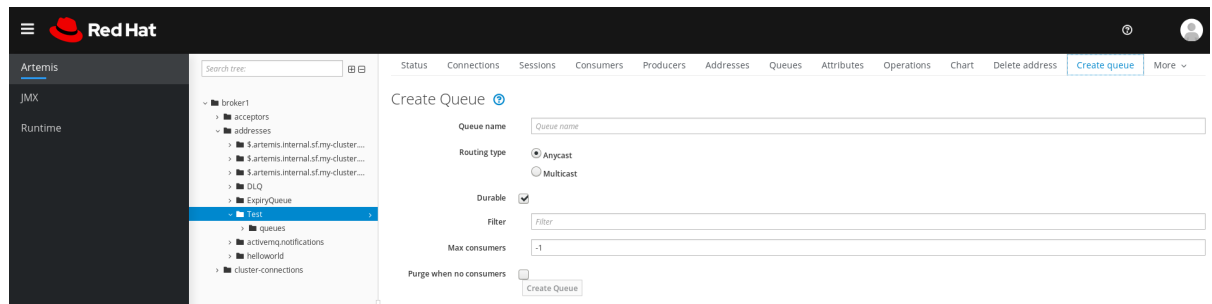 Red Hat
Artemis
JMX
Runtime
Search tree:
broker1
acceptors
addresses
$.artemis.internal.sf.my-cluster....
$.artemis.internal.sf.my-cluster....
$.artemis.internal.sf.my-cluster....
DLQ
ExpiryQueue
Test
queues
activemq.notifications
helloworld
cluster-connections
Status Connections Sessions Consumers Producers Addresses Queues Attributes Operations Chart Delete address Create queue More
Create Queue
Queue name Queue name
Routing type Anycast
Multicast
Durable
Filter Filter
Max consumers -1
Purge when no consumers
Create Queue